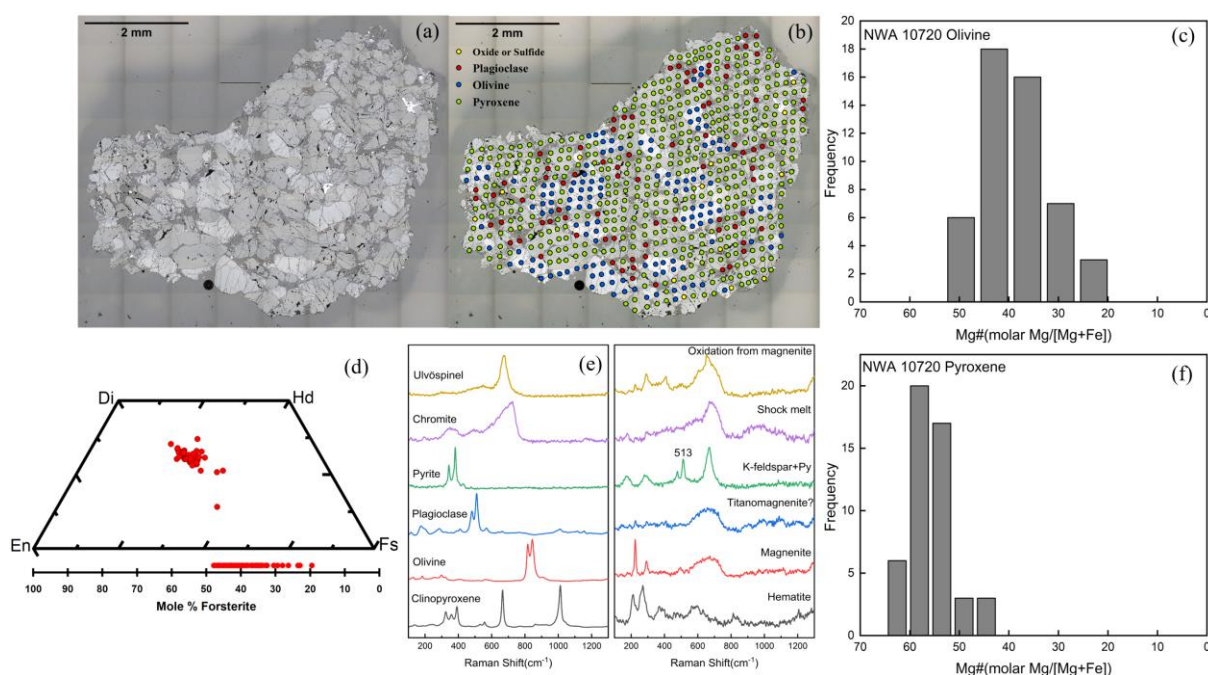 2 mm
(a)
2 mm
(b)
Oxide or Sulfide
Plagioclase
Olivine
Pyroxene
NWA 10720 Olivine
(c)
20
18
16
14
12
10
8
6
4
2
0
Frequency
70 60 50 40 30 20 10 0
Mg#(molar Mg/[Mg+Fe]
(d)
Di
Hd
En
Fs
100 90 80 70 60 50 40 30 20 10 0
Mole % Forsterite
(e)
Ulvöspinel
Chromite
Pyrite
Plagioclase
Olivine
Clinopyroxene
200 400 600 800 1000 1200
Raman Shift(cm⁻¹)
Oxidation from magnenite
Shock melt
513
K-feldspar+Py
Titanomagnenite?
Magnenite
Hematite
200 400 600 800 1000 1200
Raman Shift(cm⁻¹)
NWA 10720 Pyroxene
(f)
20
15
10
5
0
Frequency
70 60 50 40 30 20 10 0
Mg#(molar Mg/[Mg+Fe]